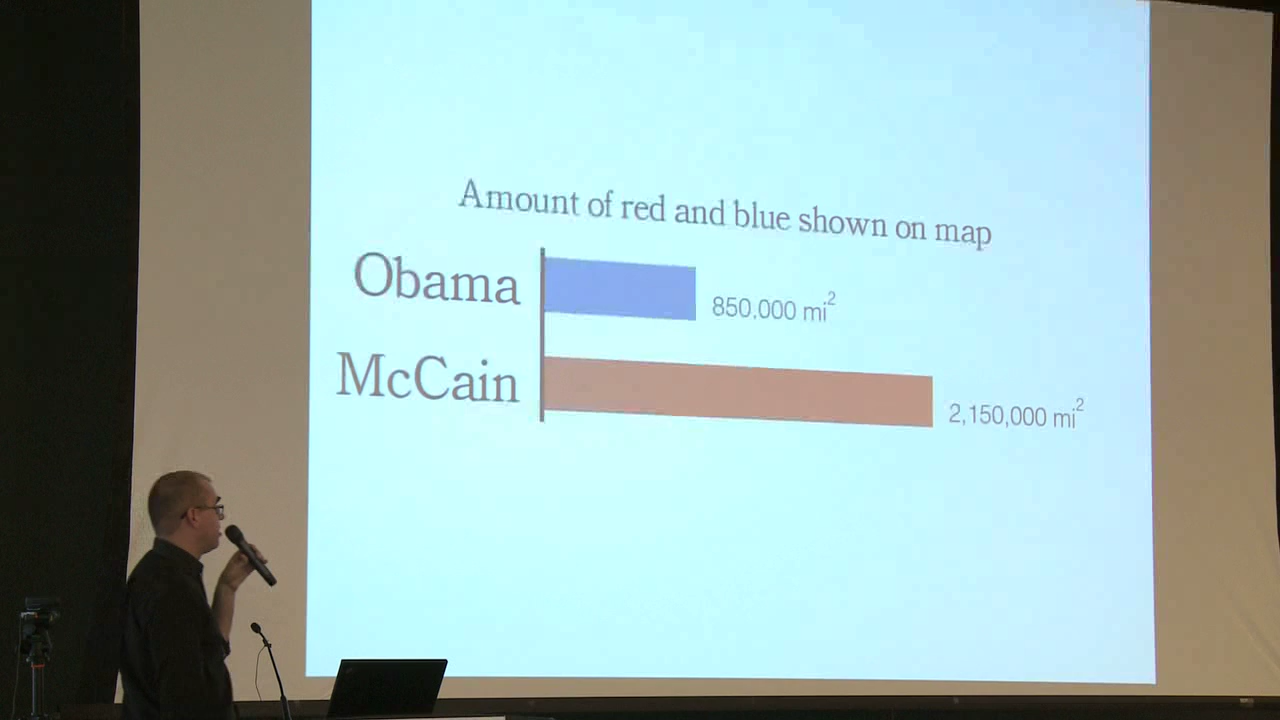 Amount of red and blue shown on map
Obama
850,000 mi²
McCain
2,150,000 mi²